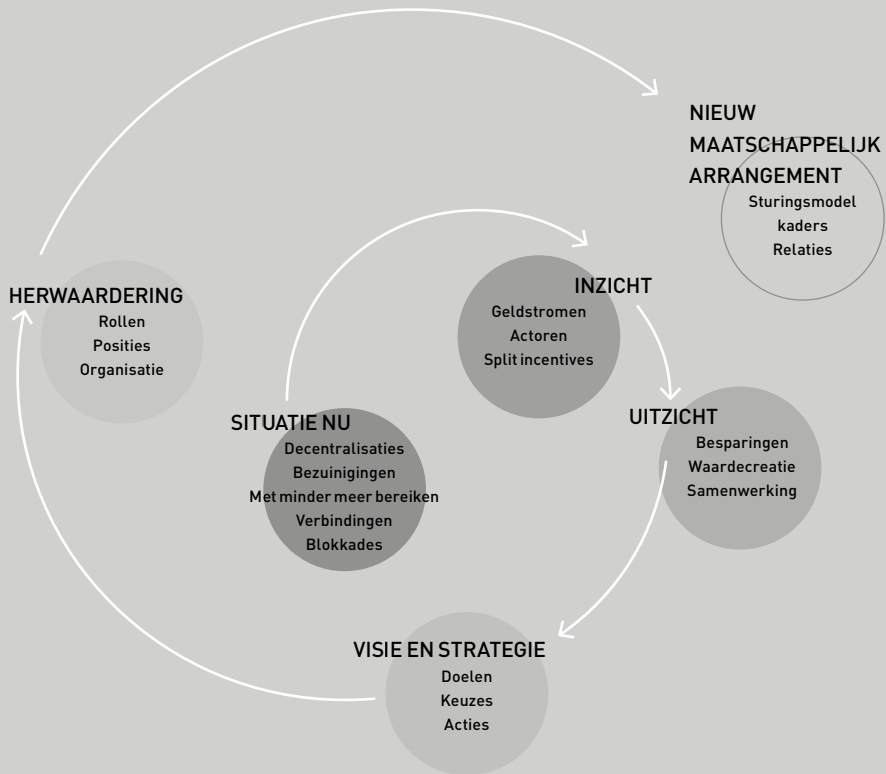 NIEUW
MAATSCHAPPELIJK
ARRANGEMENT
Sturingsmodel
kaders
Relaties
HERWAARDERING
Rollen
Posities
Organisatie
INZICHT
Geldstromen
Actoren
Split incentives
SITUATIE NU
Decentralisaties
Bezuinigingen
Met minder meer bereiken
Verbindingen
Blokkades
UITZICHT
Besparingen
Waardecreatie
Samenwerking
VISIE EN STRATEGIE
Doelen
Keuzes
Acties